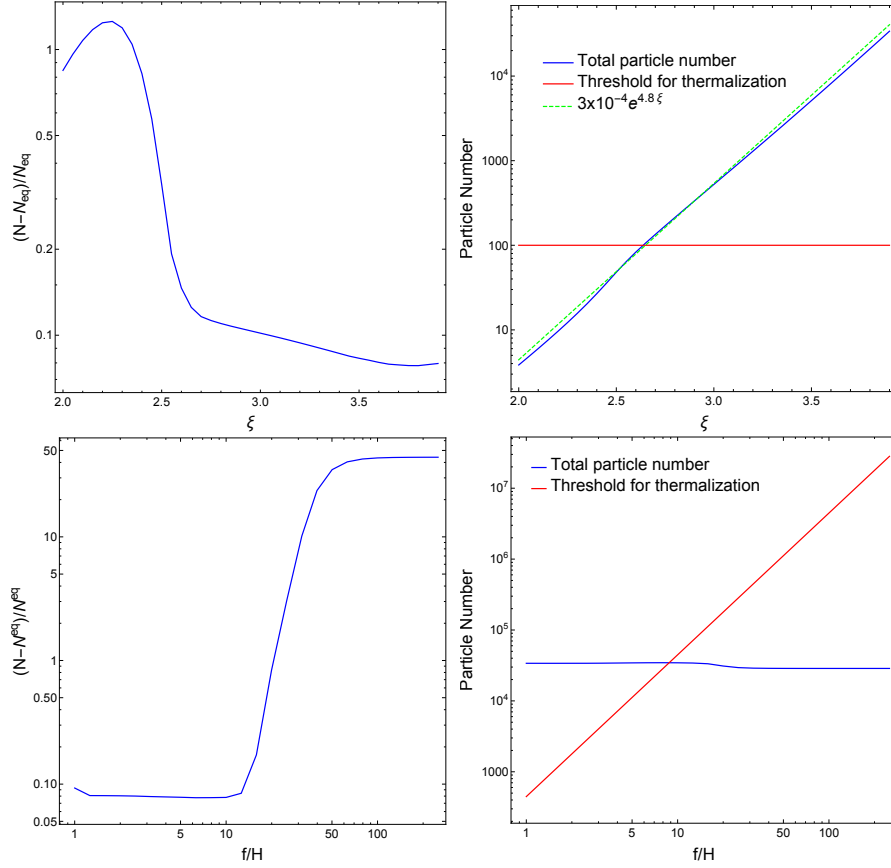 (N−N_eq)/N_eq
1
0.5
0.2
0.1
2.0
2.5
3.0
3.5
ξ
Total particle number
Threshold for thermalization
3x10^−4 e^4.8 ξ
Particle Number
10^4
1000
100
10
2.0
2.5
3.0
3.5
ξ
(N−N^eq)/N^eq
50
10
5
1
0.50
0.10
0.05
1
5
10
50
100
f/H
Total particle number
Threshold for thermalization
Particle Number
10^7
10^6
10^5
10^4
1000
1
5
10
50
100
f/H